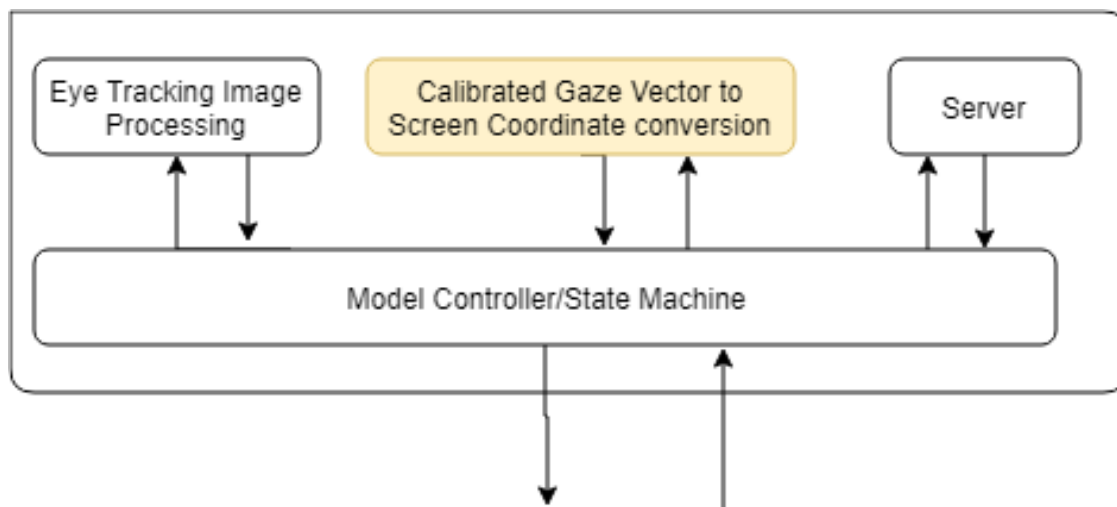 Eye Tracking Image
Processing
Calibrated Gaze Vector to
Screen Coordinate conversion
Server
Model Controller/State Machine